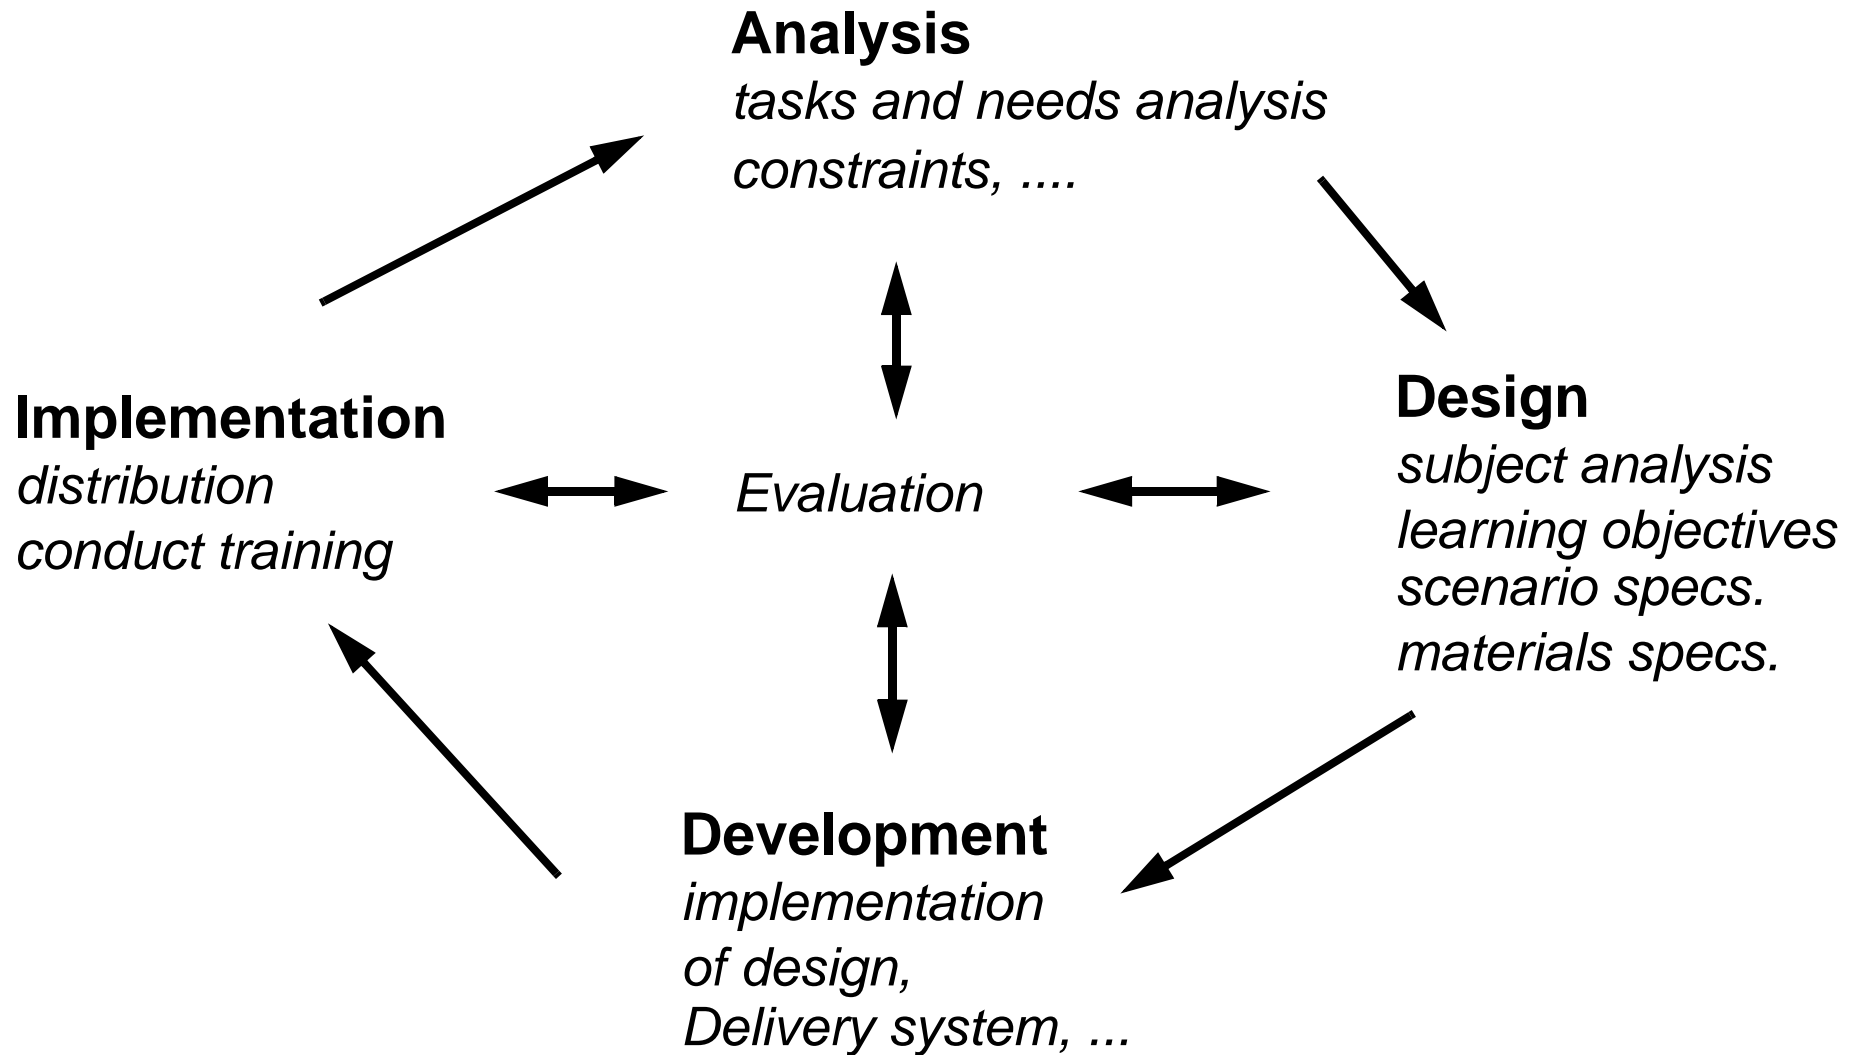 Analysis
tasks and needs analysis
constraints, ....
Implementation
distribution
conduct training
Evaluation
Design
subject analysis
learning objectives
scenario specs.
materials specs.
Development
implementation
of design,
Delivery system, ...